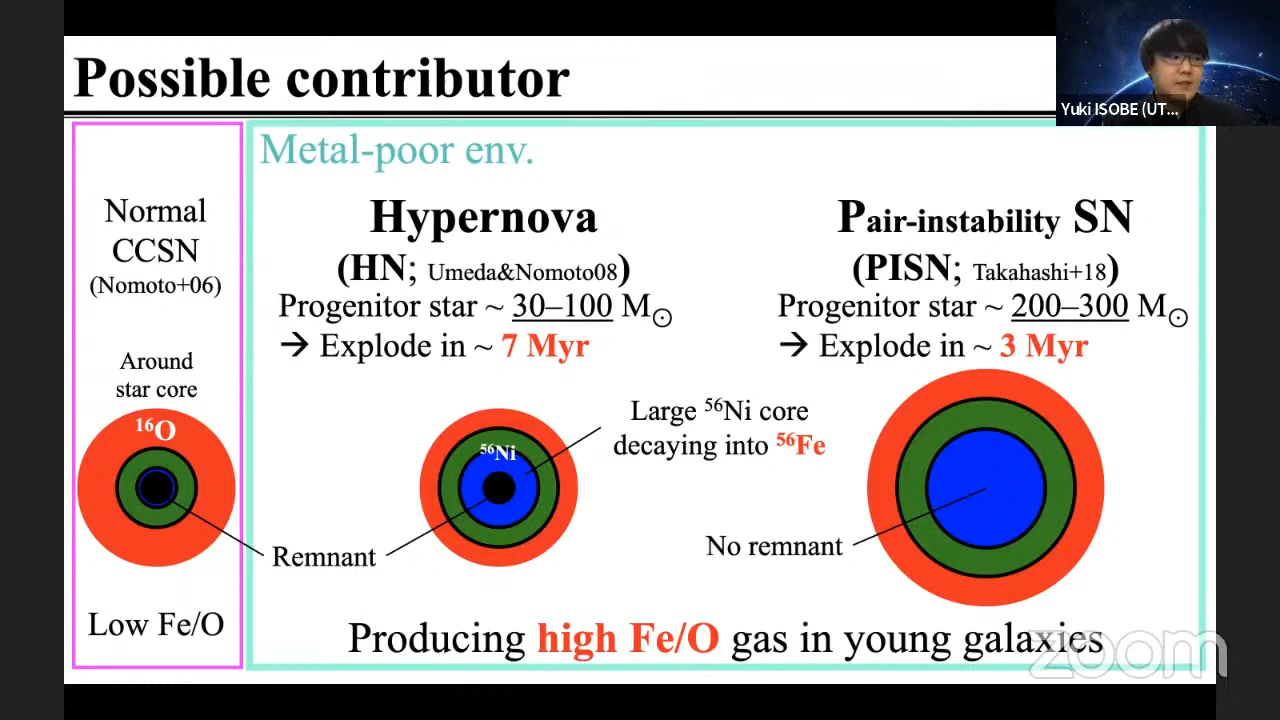 Possible contributor
Yuki ISOBE (UT...
Normal
CCSN
(Nomoto+06)
Around
star core
¹⁶O
Low Fe/O
Metal-poor env.
Hypernova
(HN; Umeda&Nomoto08)
Progenitor star ~ 30–100 M☉
→ Explode in ~ 7 Myr
Pair-instability SN
(PISN; Takahashi+18)
Progenitor star ~ 200–300 M☉
→ Explode in ~ 3 Myr
⁵⁶Ni
Large ⁵⁶Ni core
decaying into ⁵⁶Fe
Remnant
No remnant
Producing high Fe/O gas in young galaxies
zoom